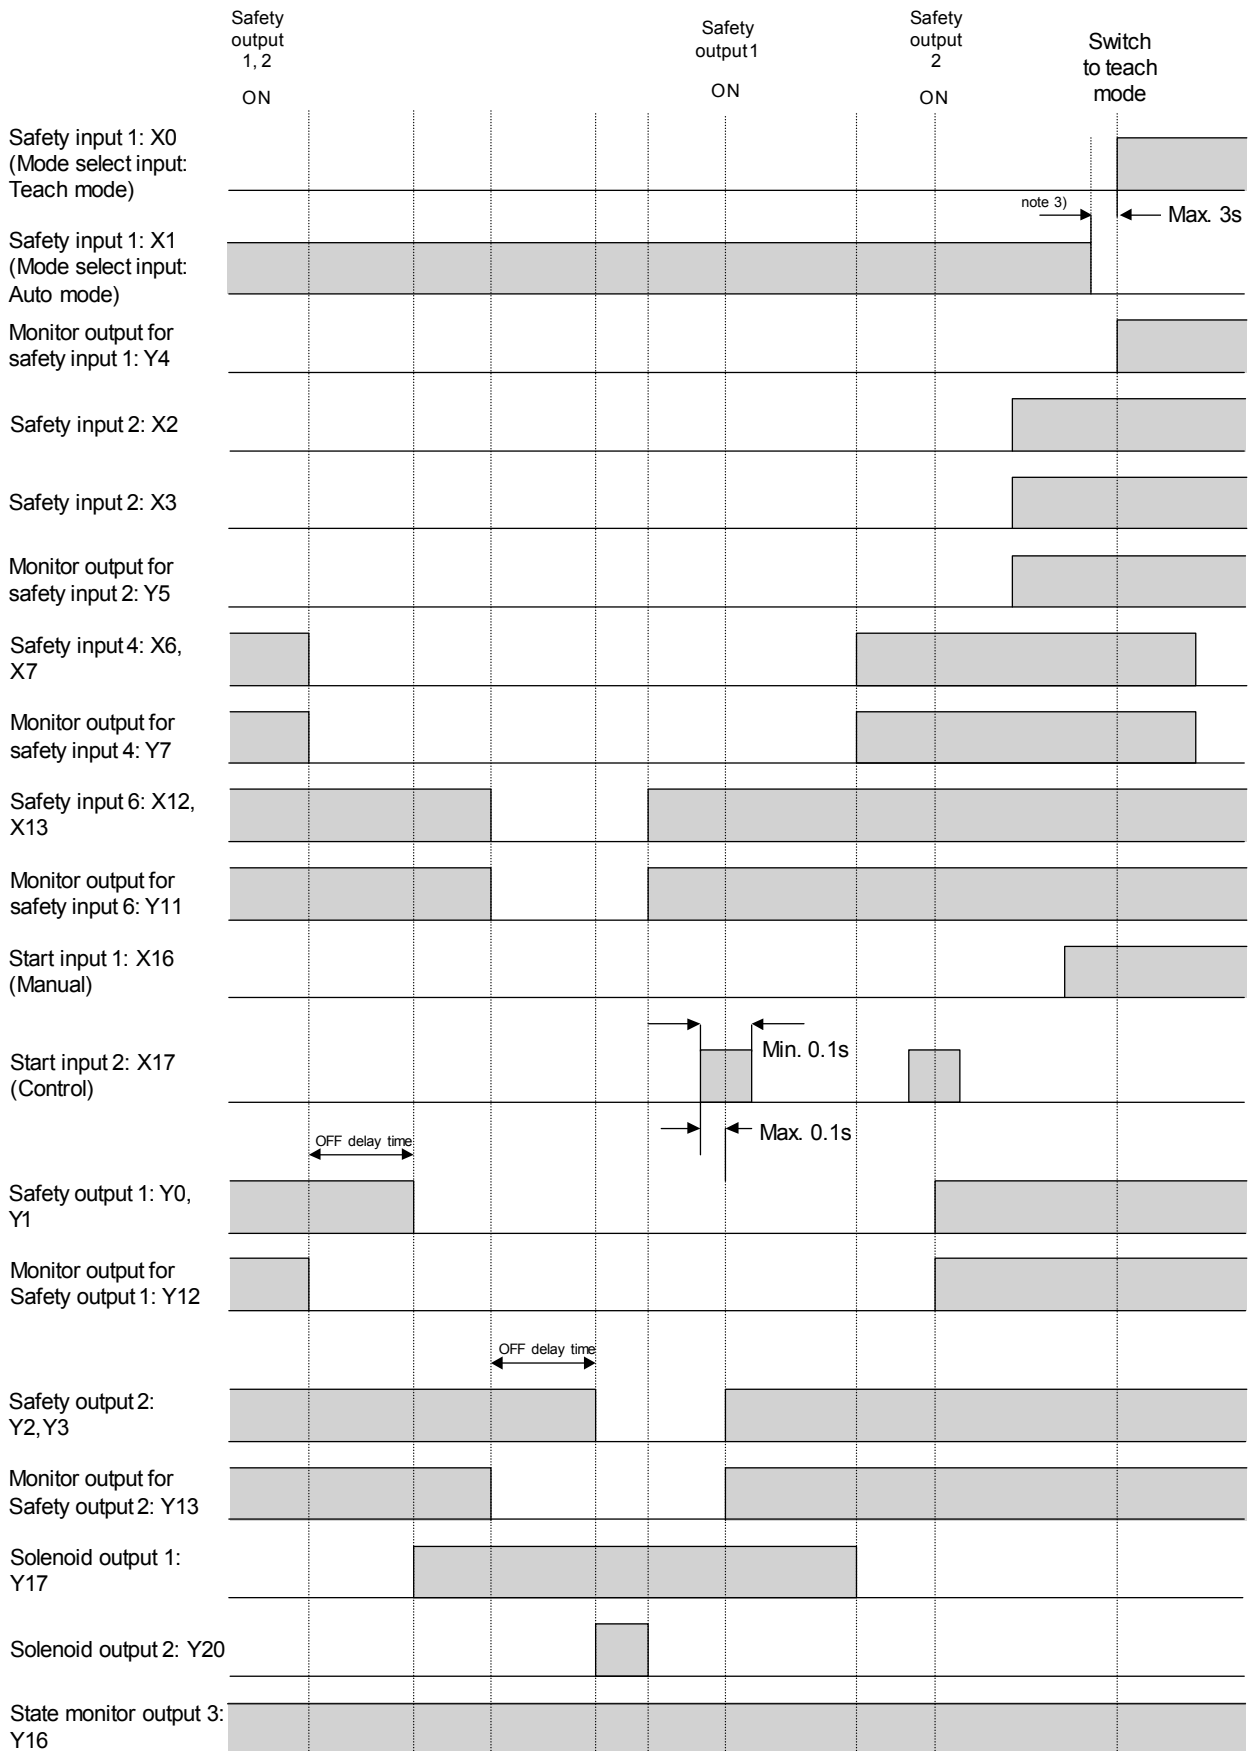 Safety
output
1, 2
ON
Safety
output 1
ON
Safety
output
2
ON
Switch
to teach
mode
Safety input 1: X0
(Mode select input:
Teach mode)
note 3)
Max. 3s
Safety input 1: X1
(Mode select input:
Auto mode)
Monitor output for
safety input 1: Y4
Safety input 2: X2
Safety input 2: X3
Monitor output for
safety input 2: Y5
Safety input 4: X6,
X7
Monitor output for
safety input 4: Y7
Safety input 6: X12,
X13
Monitor output for
safety input 6: Y11
Start input 1: X16
(Manual)
Min. 0.1s
Start input 2: X17
(Control)
Max. 0.1s
OFF delay time
Safety output 1: Y0,
Y1
Monitor output for
Safety output 1: Y12
OFF delay time
Safety output 2:
Y2, Y3
Monitor output for
Safety output 2: Y13
Solenoid output 1:
Y17
Solenoid output 2: Y20
State monitor output 3:
Y16